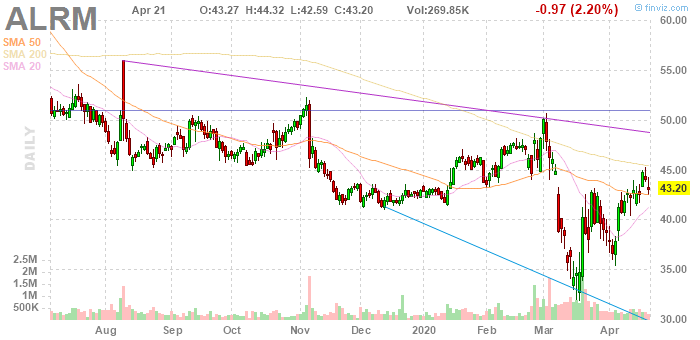 ALRM Apr 21 O:43.27 H:44.32 L:42.59 C:43.20 Vol:269.85K -0.97 (2.20%) © finviz.com
SMA 50
SMA 200
SMA 20
DAILY
60.00
55.00
50.00
45.00
43.20
40.00
35.00
30.00
2.5M
2M
1.5M
1M
500K
Aug Sep Oct Nov Dec 2020 Feb Mar Apr